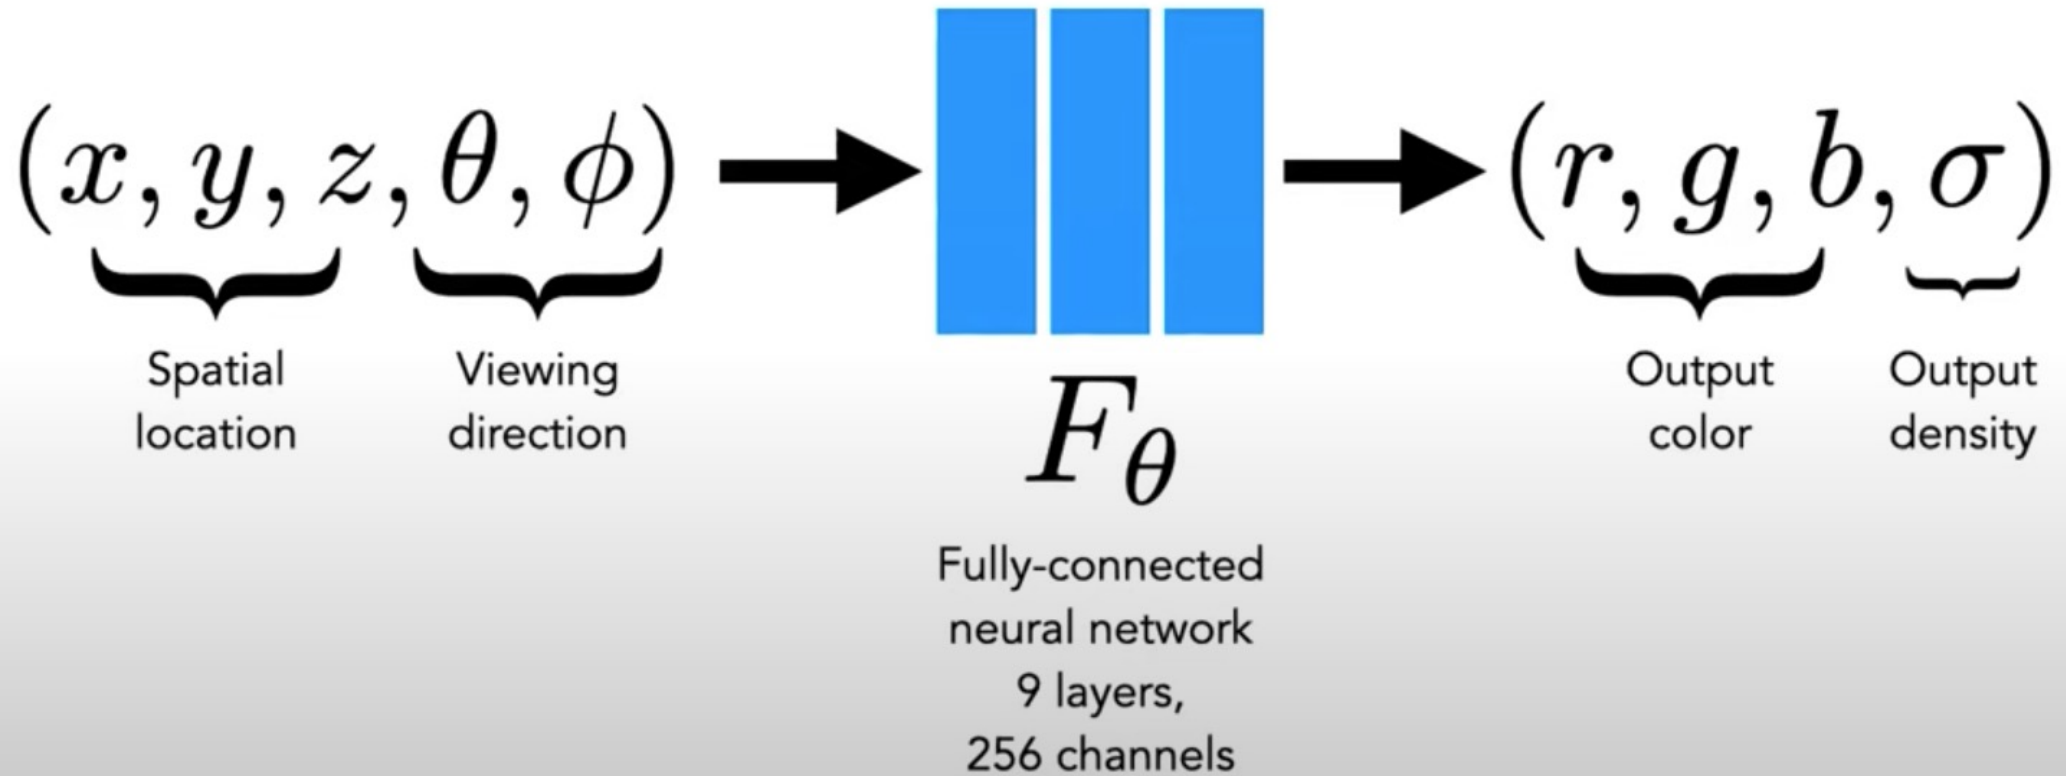 (x, y, z, θ, ϕ)
(r, g, b, σ)
Spatial
location
Viewing
direction
Output
color
Output
density
F_θ
Fully-connected
neural network
9 layers,
256 channels